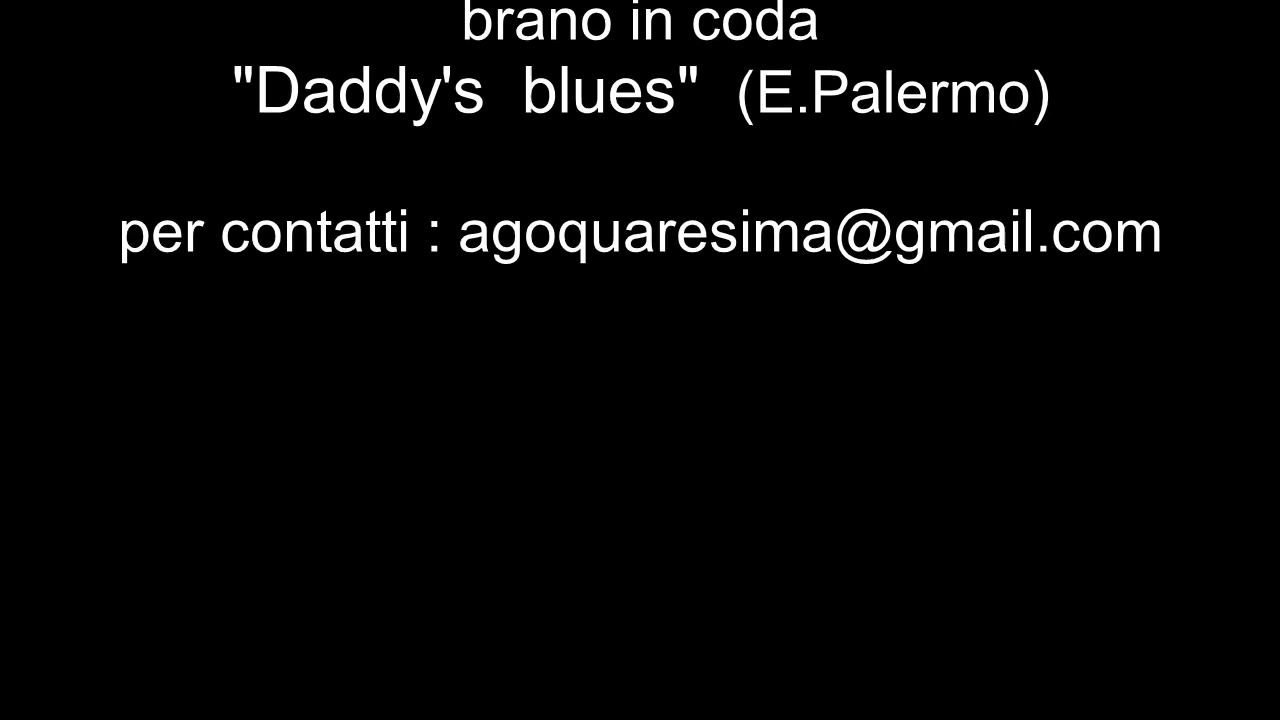 brano in coda
"Daddy's  blues"  (E.Palermo)
per contatti : agoquaresima@gmail.com